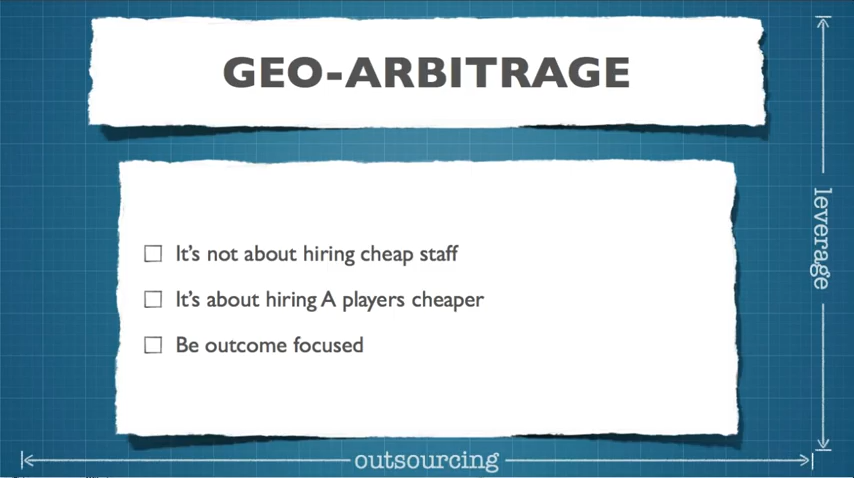 GEO-ARBITRAGE
It's not about hiring cheap staff
It's about hiring A players cheaper
Be outcome focused
leverage
outsourcing